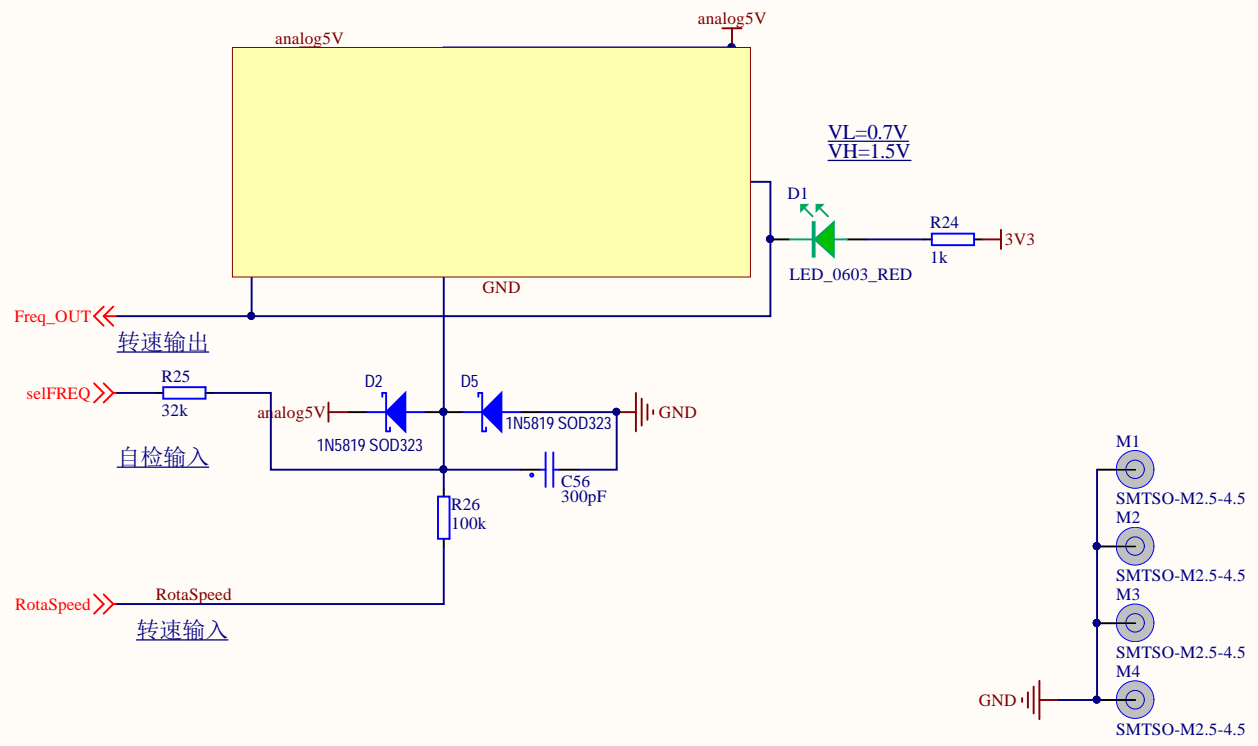 analog5V
analog5V
VL=0.7V
VH=1.5V
D1
R24
3V3
1k
LED_0603_RED
GND
Freq_OUT
转速输出
selFREQ
R25
32k
D2
D5
analog5V
GND
1N5819 SOD323
1N5819 SOD323
自检输入
C56
300pF
R26
100k
RotaSpeed
RotaSpeed
转速输入
M1
SMTSO-M2.5-4.5
M2
SMTSO-M2.5-4.5
M3
SMTSO-M2.5-4.5
M4
GND
SMTSO-M2.5-4.5